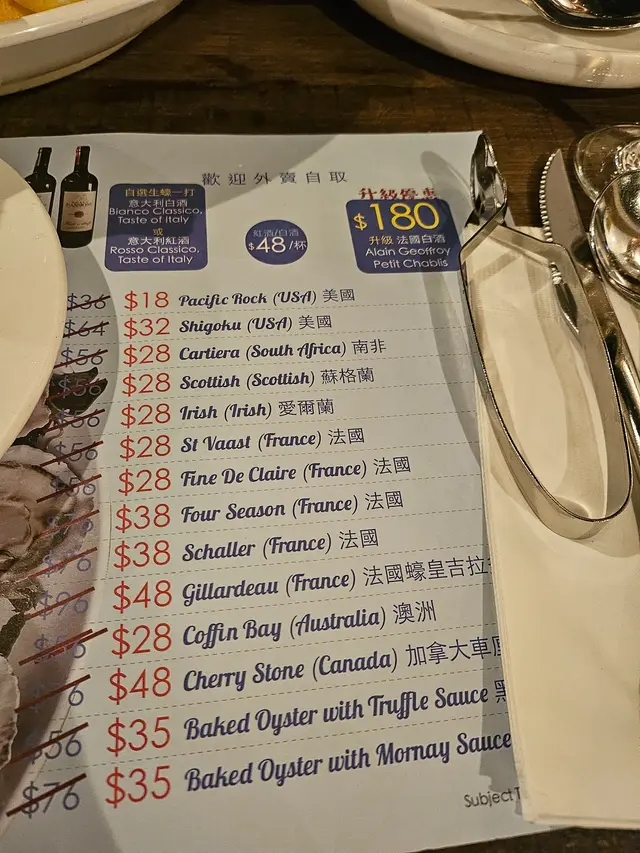 歡迎外賣自取
自選生蠔一打
意大利白酒
Bianco Classico,
Taste of Italy
或
意大利紅酒
Rosso Classico,
Taste of Italy
紅酒/白酒
$48/杯
升級優惠
$180
升級 法國白酒
Alain Geoffroy
Petit Chablis
$36 $18 Pacific Rock (USA) 美國
$64 $32 Shigoku (USA) 美國
$56 $28 Cartiera (South Africa) 南非
$56 $28 Scottish (Scottish) 蘇格蘭
$28 Irish (Irish) 愛爾蘭
$28 St Vaast (France) 法國
$28 Fine De Claire (France) 法國
$38 Four Season (France) 法國
$38 Schaller (France) 法國
$48 Gillardeau (France) 法國蠔皇吉拉
$28 Coffin Bay (Australia) 澳洲
$48 Cherry Stone (Canada) 加拿大車
$35 Baked Oyster with Truffle Sauce
$35 Baked Oyster with Mornay Sauce
$76
Subject